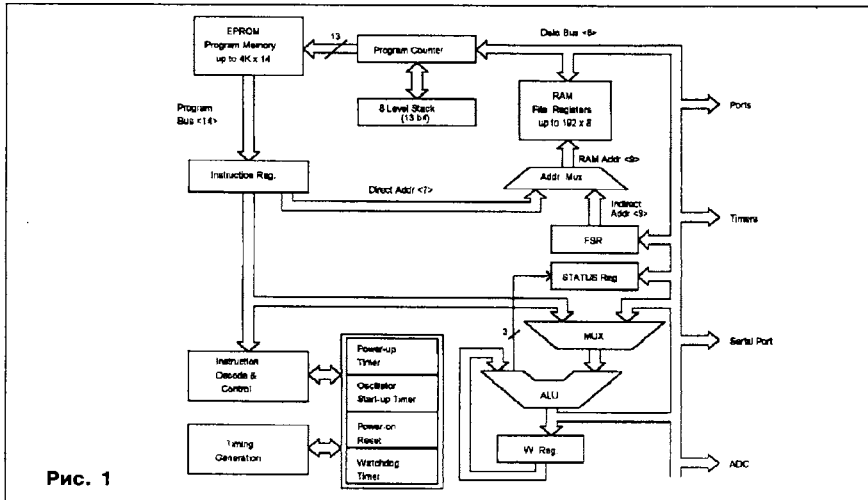 EPROM
Program Memory
up to 4K x 14
13
Program Counter
Data Bus <8>
8 Level Stack
(13 bit)
RAM
File Registers
up to 192 x 8
Ports
Program
Bus <14>
RAM Addr <9>
Instruction Reg.
Direct Addr <7>
Addr Mux
Indirect
Addr <9>
FSR
Timers
STATUS Reg
3
MUX
Serial Port
Instruction
Decode &
Control
Power-up
Timer
Oscillator
Start-up Timer
ALU
Timing
Generation
Power-on
Reset
Watchdog
Timer
W Reg.
ADC
Рис. 1